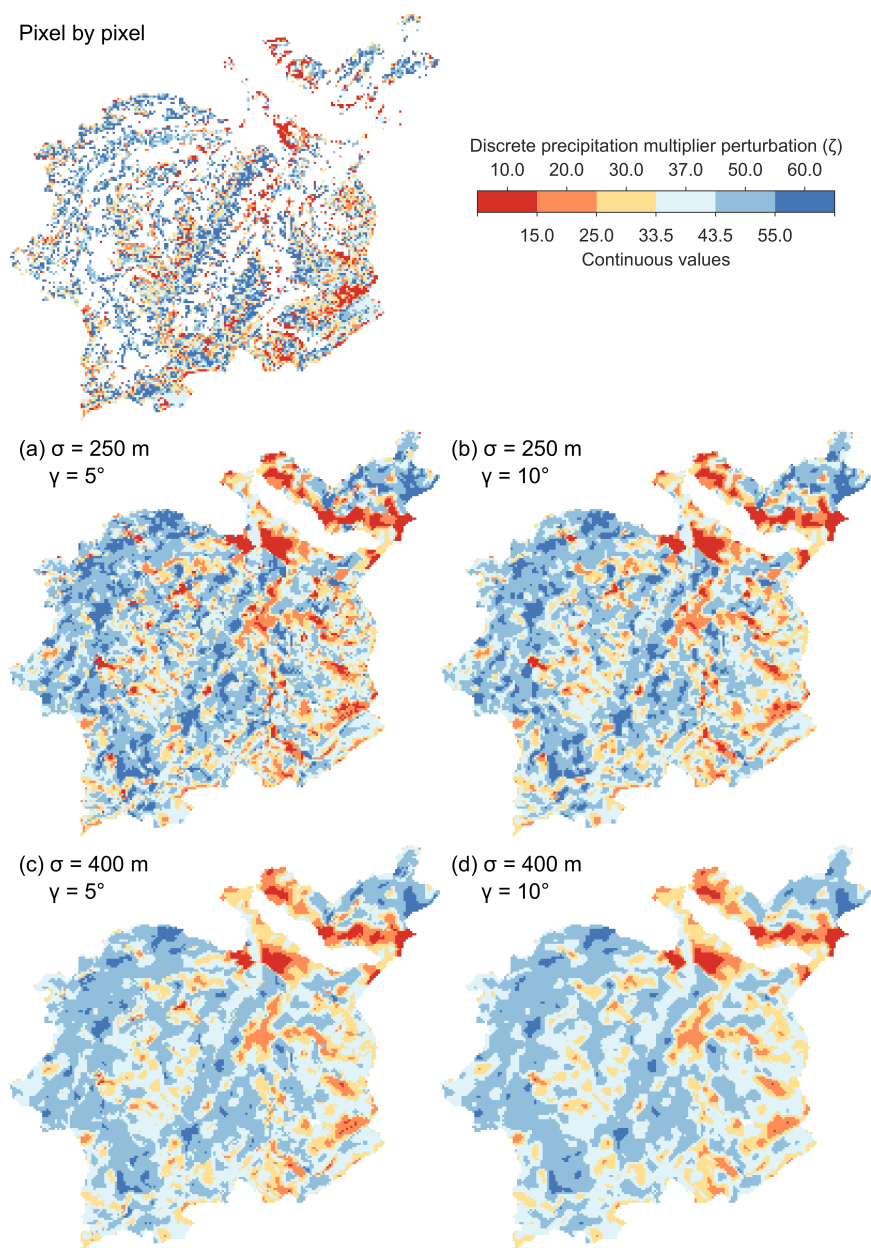 Pixel by pixel
Discrete precipitation multiplier perturbation (ζ)
10.0 20.0 30.0 37.0 50.0 60.0
15.0 25.0 33.5 43.5 55.0
Continuous values
(a) σ = 250 m
γ = 5°
(b) σ = 250 m
γ = 10°
(c) σ = 400 m
γ = 5°
(d) σ = 400 m
γ = 10°